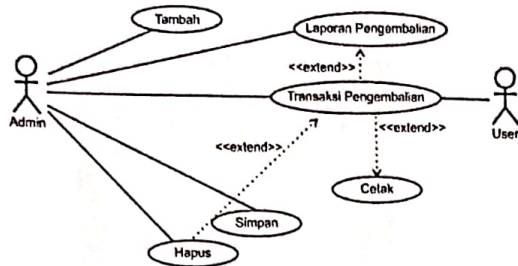 Tambah
Laporan Pengembalian
<<extend>>
Transaksi Pengembalian
Admin
User
<<extend>>
<<extend>>
Cetak
Simpan
Hapus